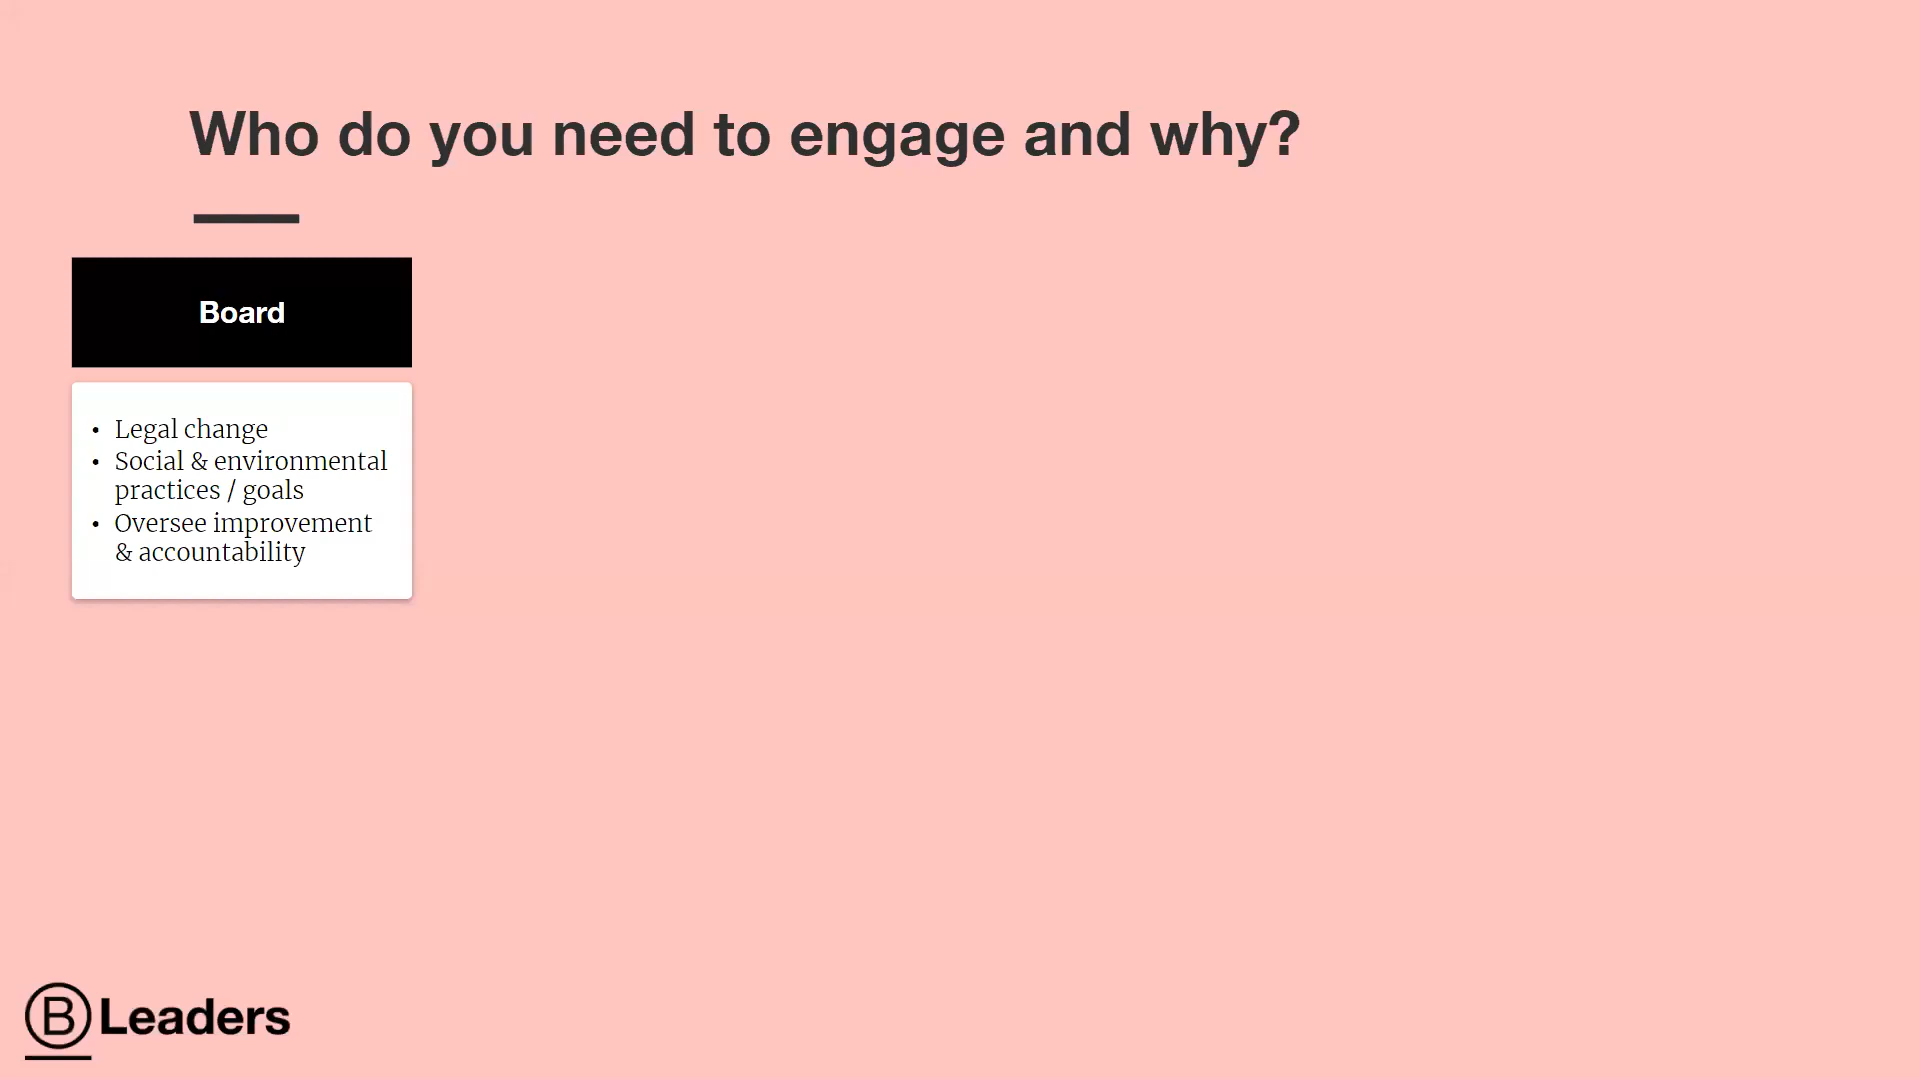 Who do you need to engage and why?
Board
• Legal change
• Social & environmental
practices / goals
• Oversee improvement
& accountability
B Leaders